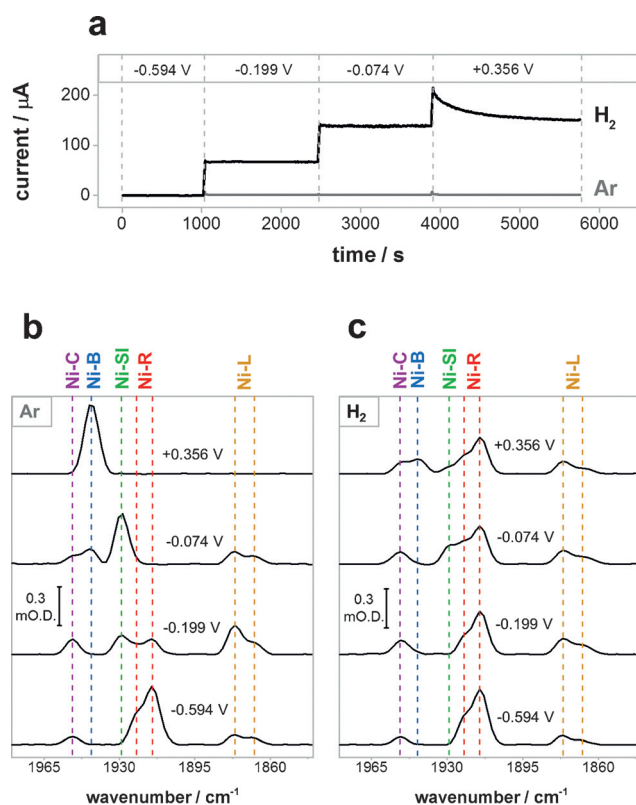 a
-0.594 V -0.199 V -0.074 V +0.356 V
current / μA
200
100
0
H2
Ar
0 1000 2000 3000 4000 5000 6000
time / s
b
Ni-C Ni-B Ni-SI Ni-R Ni-L
Ar
+0.356 V
-0.074 V
0.3
mO.D.
-0.199 V
-0.594 V
1965 1930 1895 1860
wavenumber / cm-1
c
Ni-C Ni-B Ni-SI Ni-R Ni-L
H2
+0.356 V
-0.074 V
0.3
mO.D.
-0.199 V
-0.594 V
1965 1930 1895 1860
wavenumber / cm-1